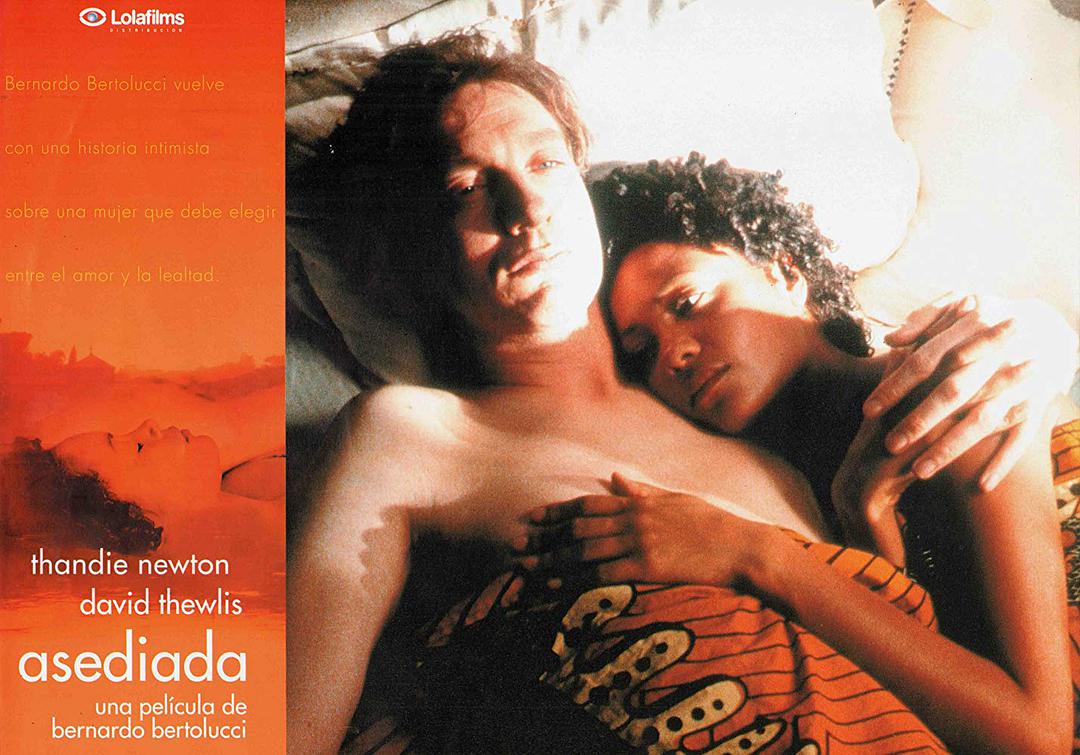 Lolafilms
DISTRIBUCION
Bernardo Bertolucci vuelve
con una historia intimista
sobre una mujer que debe elegir
entre el amor y la lealtad.
thandie newton
david thewlis
asediada
una película de
bernardo bertolucci